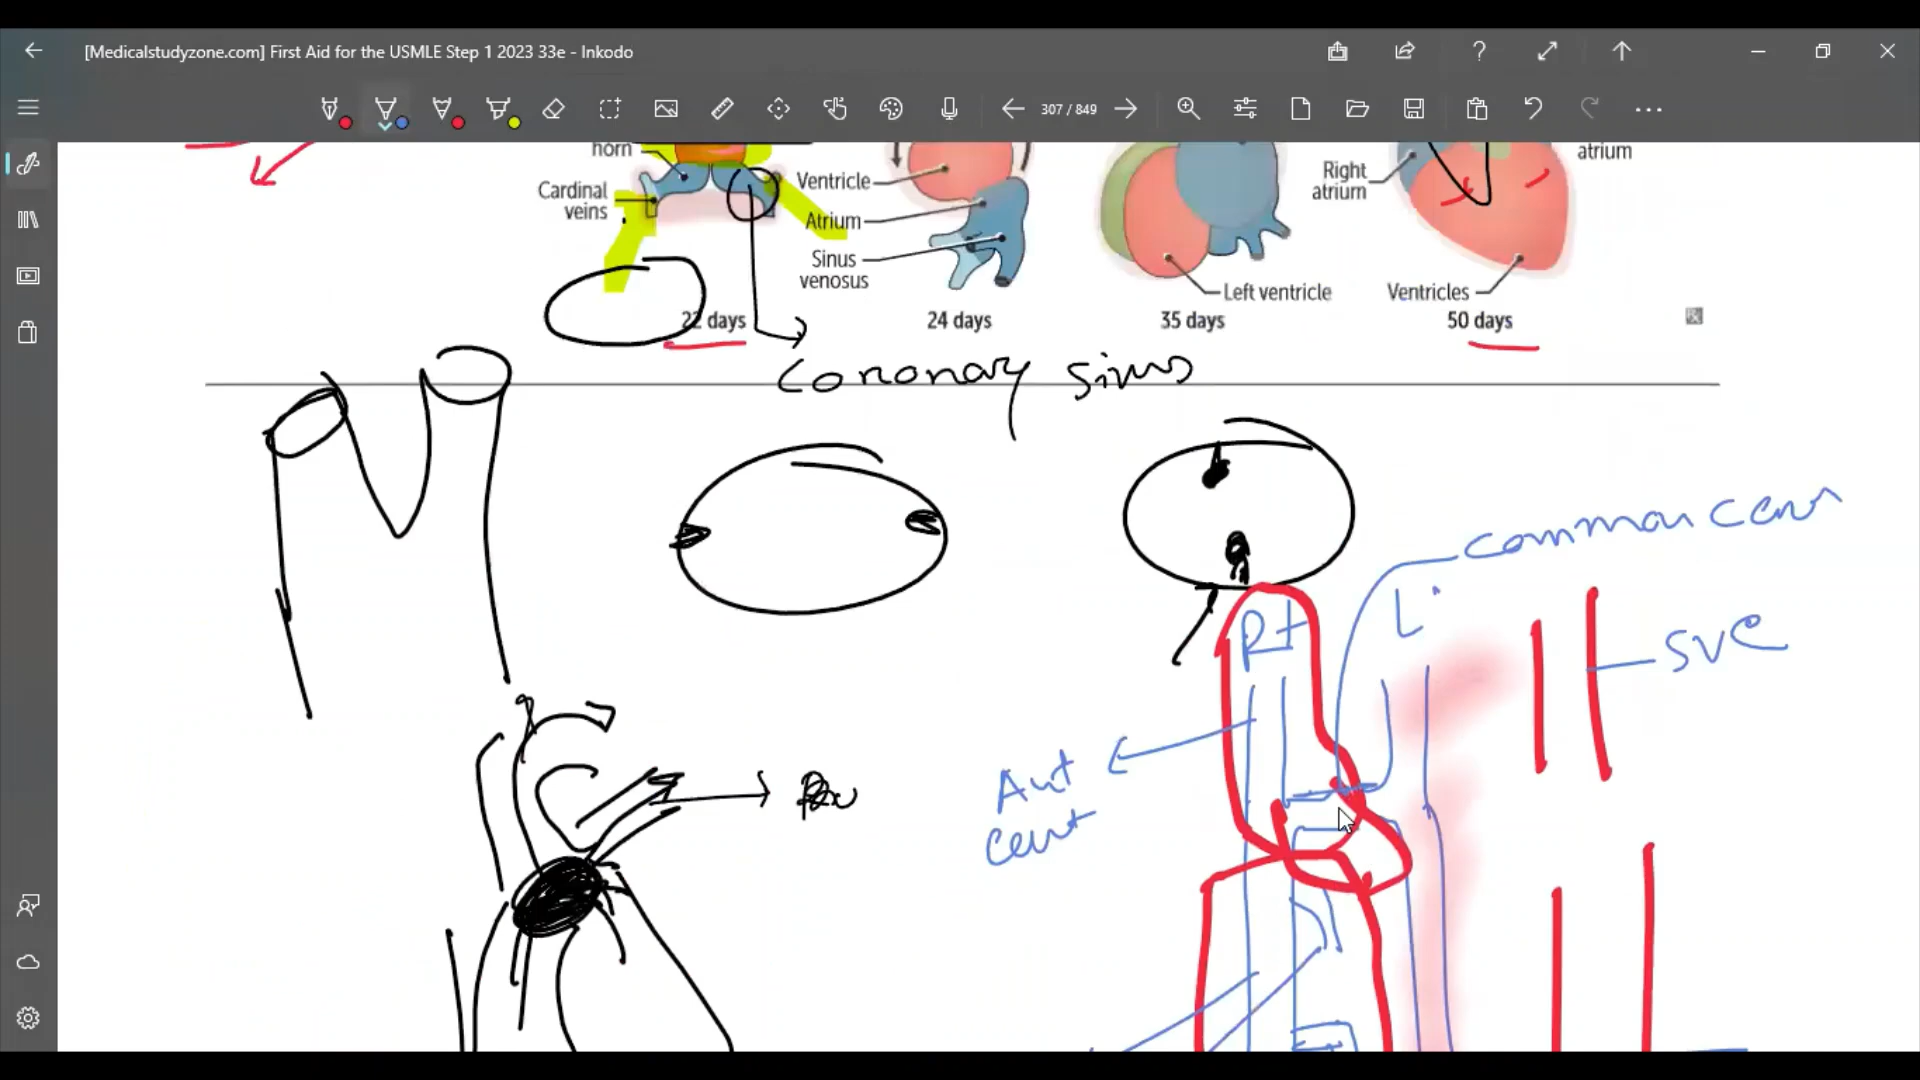 [Medicalstudyzone.com] First Aid for the USMLE Step 1 2023 33e - Inkodo
307 / 849
horn
Cardinal
veins
Ventricle
Atrium
Sinus
venosus
Left ventricle
Right
atrium
Ventricles
atrium
22 days
24 days
35 days
50 days
Coronary sinus
common car
Rt
L
SVC
Ant